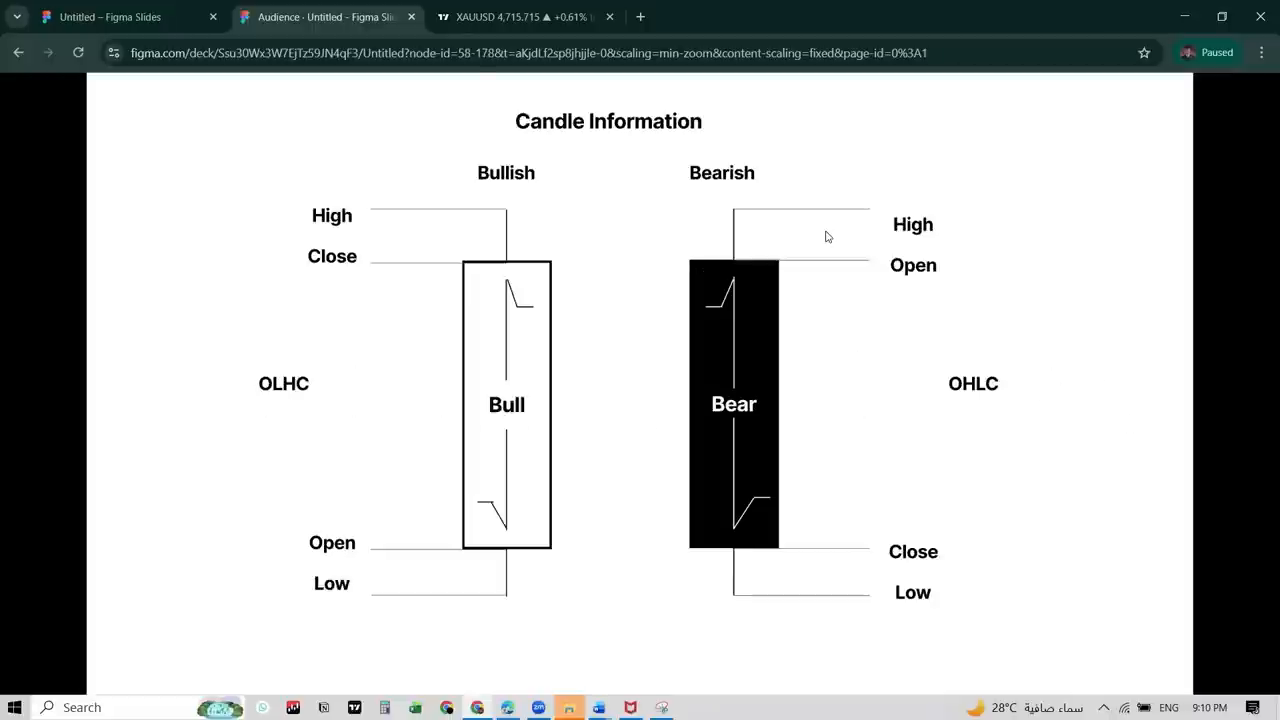 Untitled – Figma Slides
Audience · Untitled – Figma Sli
XAUUSD 4,715.715 ▲ +0.61%
figma.com/deck/Ssu30Wx3W7EjTz59JN4qF3/Untitled?node-id=58-178&t=aKjdLf2sp8jhjjIe-0&scaling=min-zoom&content-scaling=fixed&page-id=0%3A1
Paused
Candle Information
Bullish
Bearish
High
Close
High
Open
OLHC
Bull
Bear
OHLC
Open
Low
Close
Low
Search
28°C سماء صافية
ENG
9:10 PM